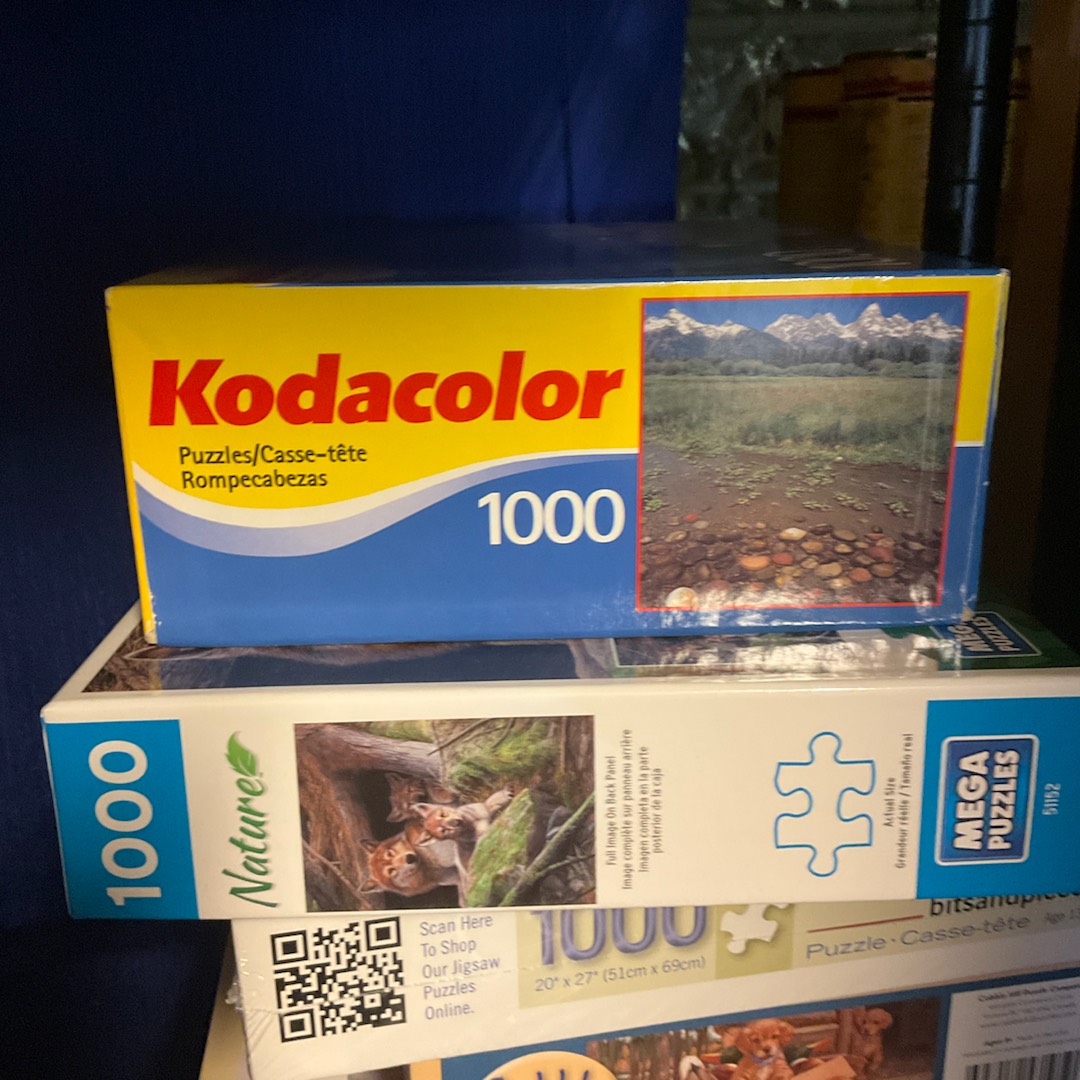 Kodacolor
Puzzles/Casse-tête
Rompecabezas
1000
1000
Nature
Full Image On Back Panel
Image complète sur panneau arrière
Imagen completa en la parte
posterior de la caja
Actual Size
Grandeur réelle / Tamaño real
MEGA
PUZZLES
51152
Scan Here
To Shop
Our Jigsaw
Puzzles
Online.
1000
20" x 27" (51cm x 69cm)
Puzzle · Casse-tête